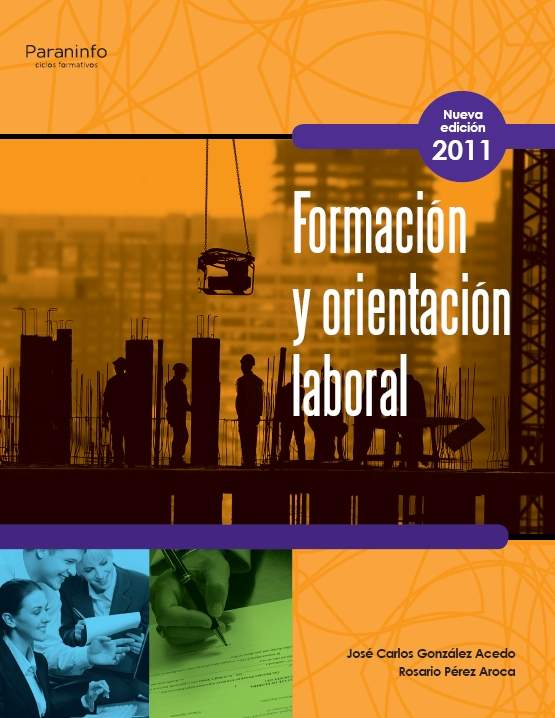 Paraninfo
ciclos formativos
Nueva
edición
2011
Formación
y orientación
laboral
José Carlos González Acedo
Rosario Pérez Aroca